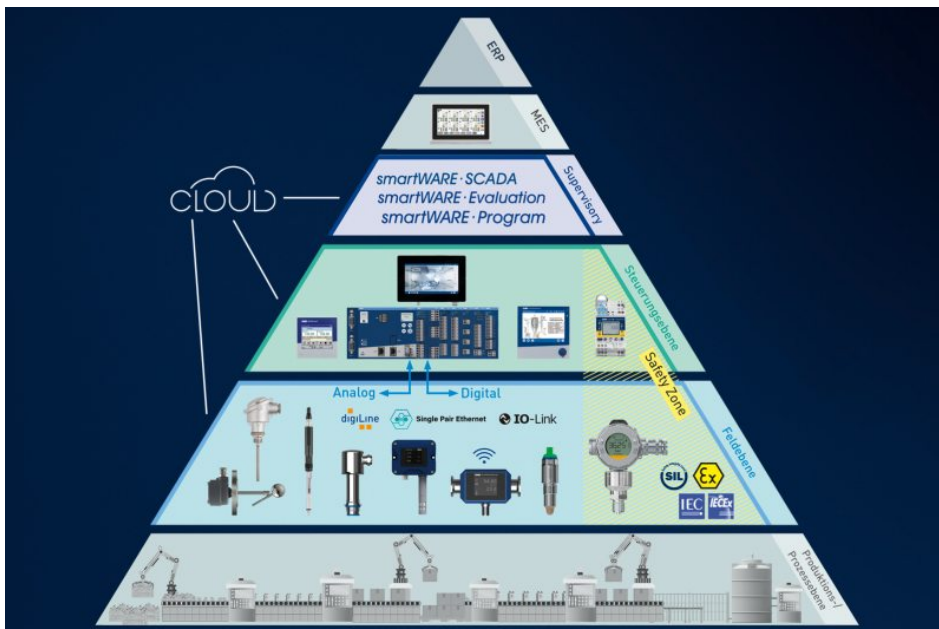 ERP
MES
CLOUD
smartWARE·SCADA
smartWARE·Evaluation
smartWARE·Program
Supervisory
Steuerungsebene
Safety Zone
Analog
Digital
digiLine
Single Pair Ethernet
IO-Link
Feldebene
SIL
Ex
IEC
IECEx
Produktions-/
Prozessebene